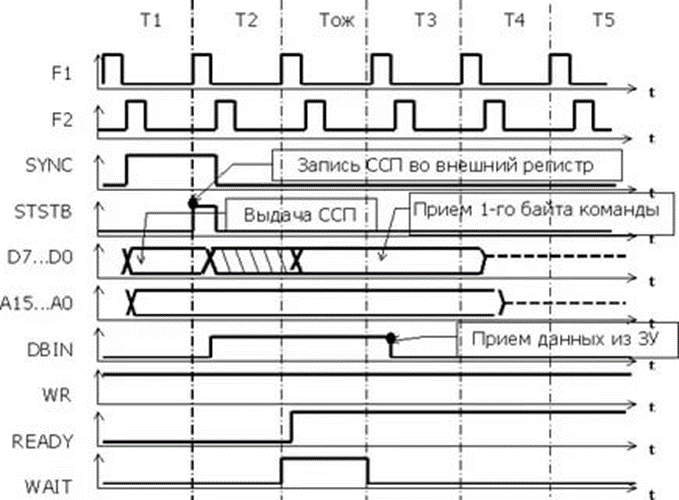 T1 T2 Тож T3 T4 T5
F1 t
F2 t
SYNC Запись ССП во внешний регистр t
STSTB Выдача ССП Прием 1-го байта команды t
D7...D0 t
A15...A0 t
DBIN Прием данных из ЗУ t
WR t
READY t
WAIT t